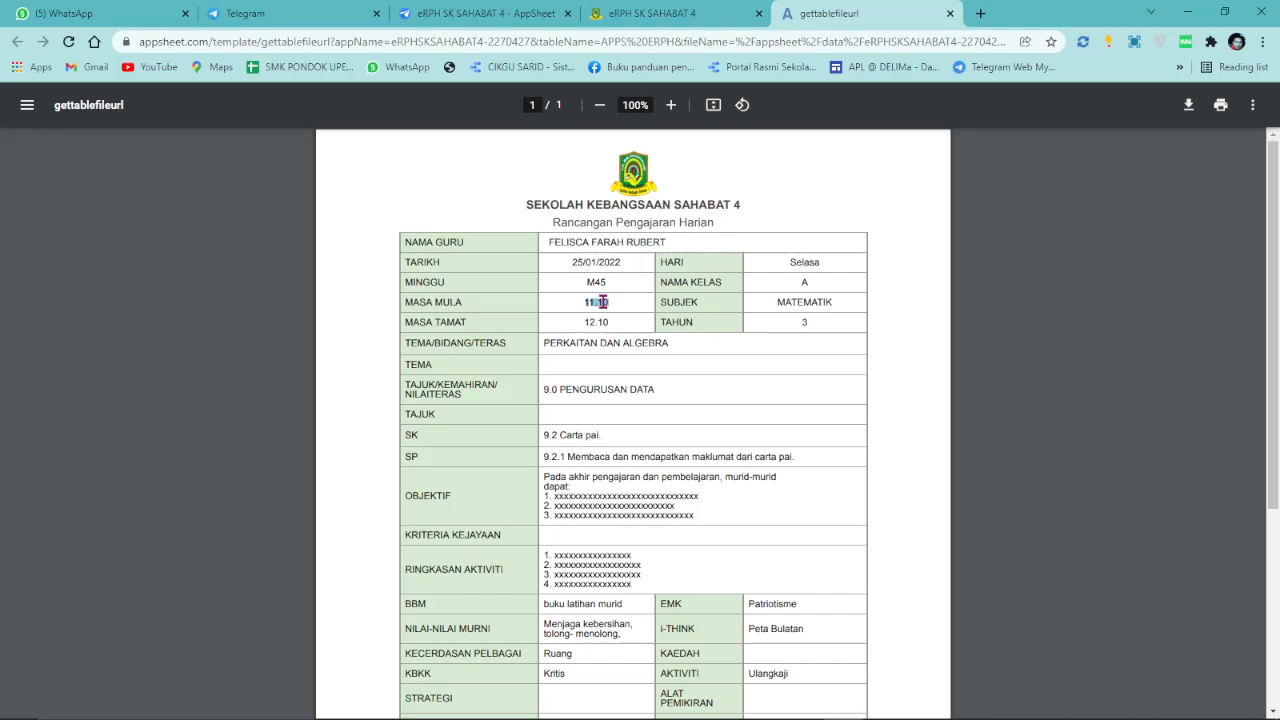 (5) WhatsApp
Telegram
eRPH SK SAHABAT 4 - AppSheet
eRPH SK SAHABAT 4
gettablefileurl
appsheet.com/template/gettablefileurl?appName=eRPHSKSAHABAT4-2270427&tableName=APPS%20ERPH&fileName=%2Fappsheet%2Fdata%2FeRPHSKSAHABAT4-227042...
Apps
Gmail
YouTube
Maps
SMK PONDOK UPE...
WhatsApp
CIKGU SARID - Sist...
Buku panduan pen...
Portal Rasmi Sekola...
APL @ DELIMa - Da...
Telegram Web My...
»
Reading list
gettablefileurl
1 / 1
100%
SEKOLAH KEBANGSAAN SAHABAT 4
Rancangan Pengajaran Harian
NAMA GURU FELISCA FARAH RUBERT
TARIKH 25/01/2022 HARI Selasa
MINGGU M45 NAMA KELAS A
MASA MULA 11.10 SUBJEK MATEMATIK
MASA TAMAT 12.10 TAHUN 3
TEMA/BIDANG/TERAS PERKAITAN DAN ALGEBRA
TEMA
TAJUK/KEMAHIRAN/
NILAITERAS
9.0 PENGURUSAN DATA
TAJUK
SK 9.2 Carta pai.
SP 9.2.1 Membaca dan mendapatkan maklumat dari carta pai.
OBJEKTIF
Pada akhir pengajaran dan pembelajaran, murid-murid
dapat:
1. xxxxxxxxxxxxxxxxxxxxxxxxxxxxx
2. xxxxxxxxxxxxxxxxxxxxxxxx
3. xxxxxxxxxxxxxxxxxxxxxxxxxxxx
KRITERIA KEJAYAAN
RINGKASAN AKTIVITI
1. xxxxxxxxxxxxxxxx
2. xxxxxxxxxxxxxxxxxx
3. xxxxxxxxxxxxxxxxxx
4. xxxxxxxxxxxxxxxx
BBM buku latihan murid EMK Patriotisme
NILAI-NILAI MURNI
Menjaga kebersihan,
tolong- menolong,
i-THINK Peta Bulatan
KECERDASAN PELBAGAI Ruang KAEDAH
KBKK Kritis AKTIVITI Ulangkaji
STRATEGI
ALAT
PEMIKIRAN